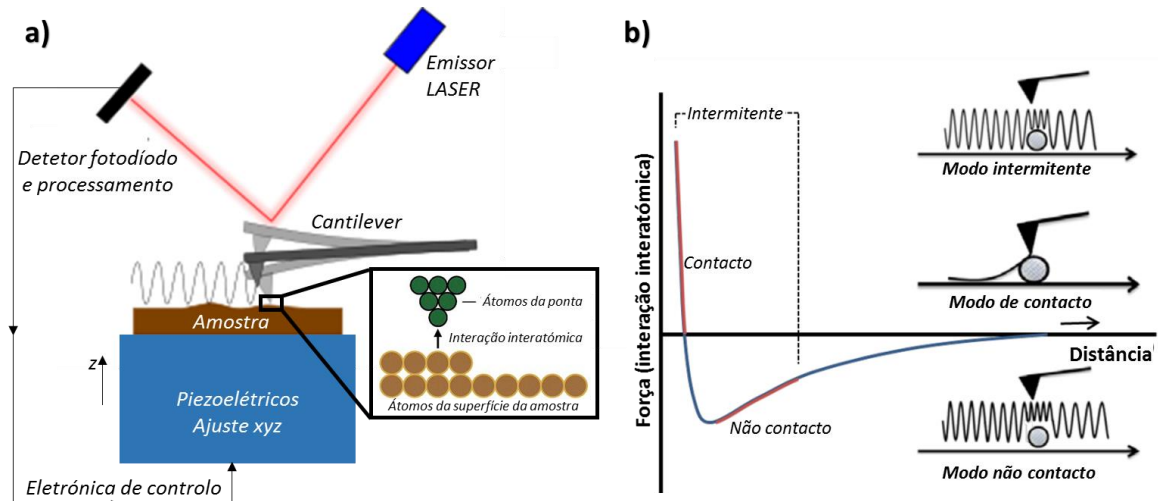 a)
Emissor
LASER
Detetor fotodíodo
e processamento
Cantilever
Átomos da ponta
Interação interatómica
Átomos da superfície da amostra
Amostra
z
Piezoelétricos
Ajuste xyz
Eletrónica de controlo
b)
Força (interação interatómica)
Intermitente
Contacto
Não contacto
Distância
Modo intermitente
Modo de contacto
Modo não contacto